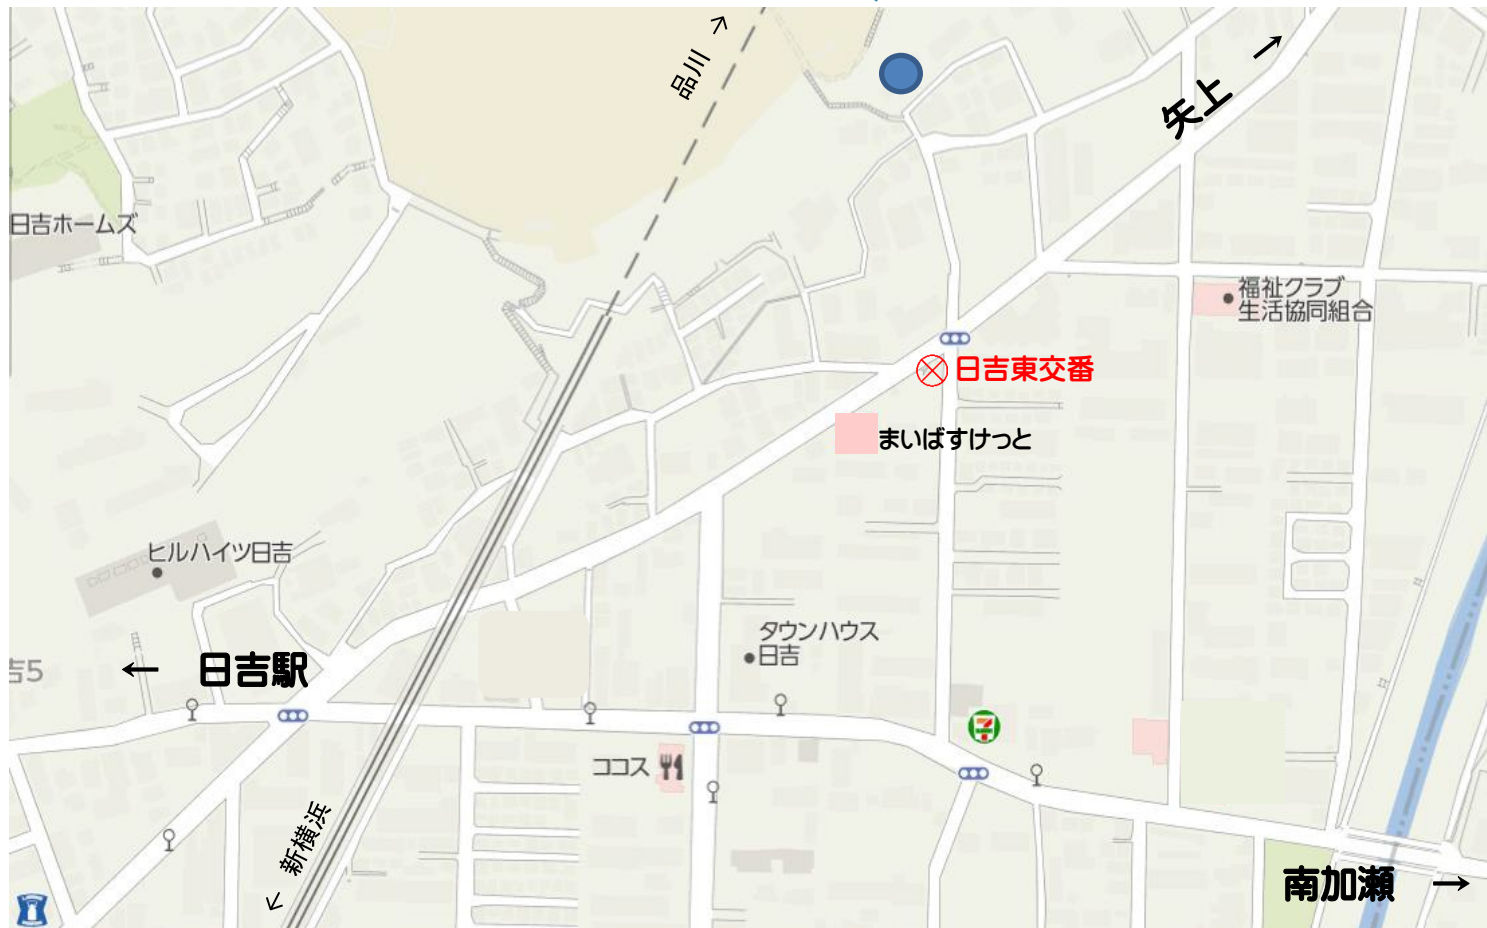 品川 →
矢上 →
日吉ホームズ
福祉クラブ
生活協同組合
日吉東交番
まいばすけっと
ヒルハイツ日吉
タウンハウス
日吉
吉5
← 日吉駅
7
ココス
← 新横浜
南加瀬 →